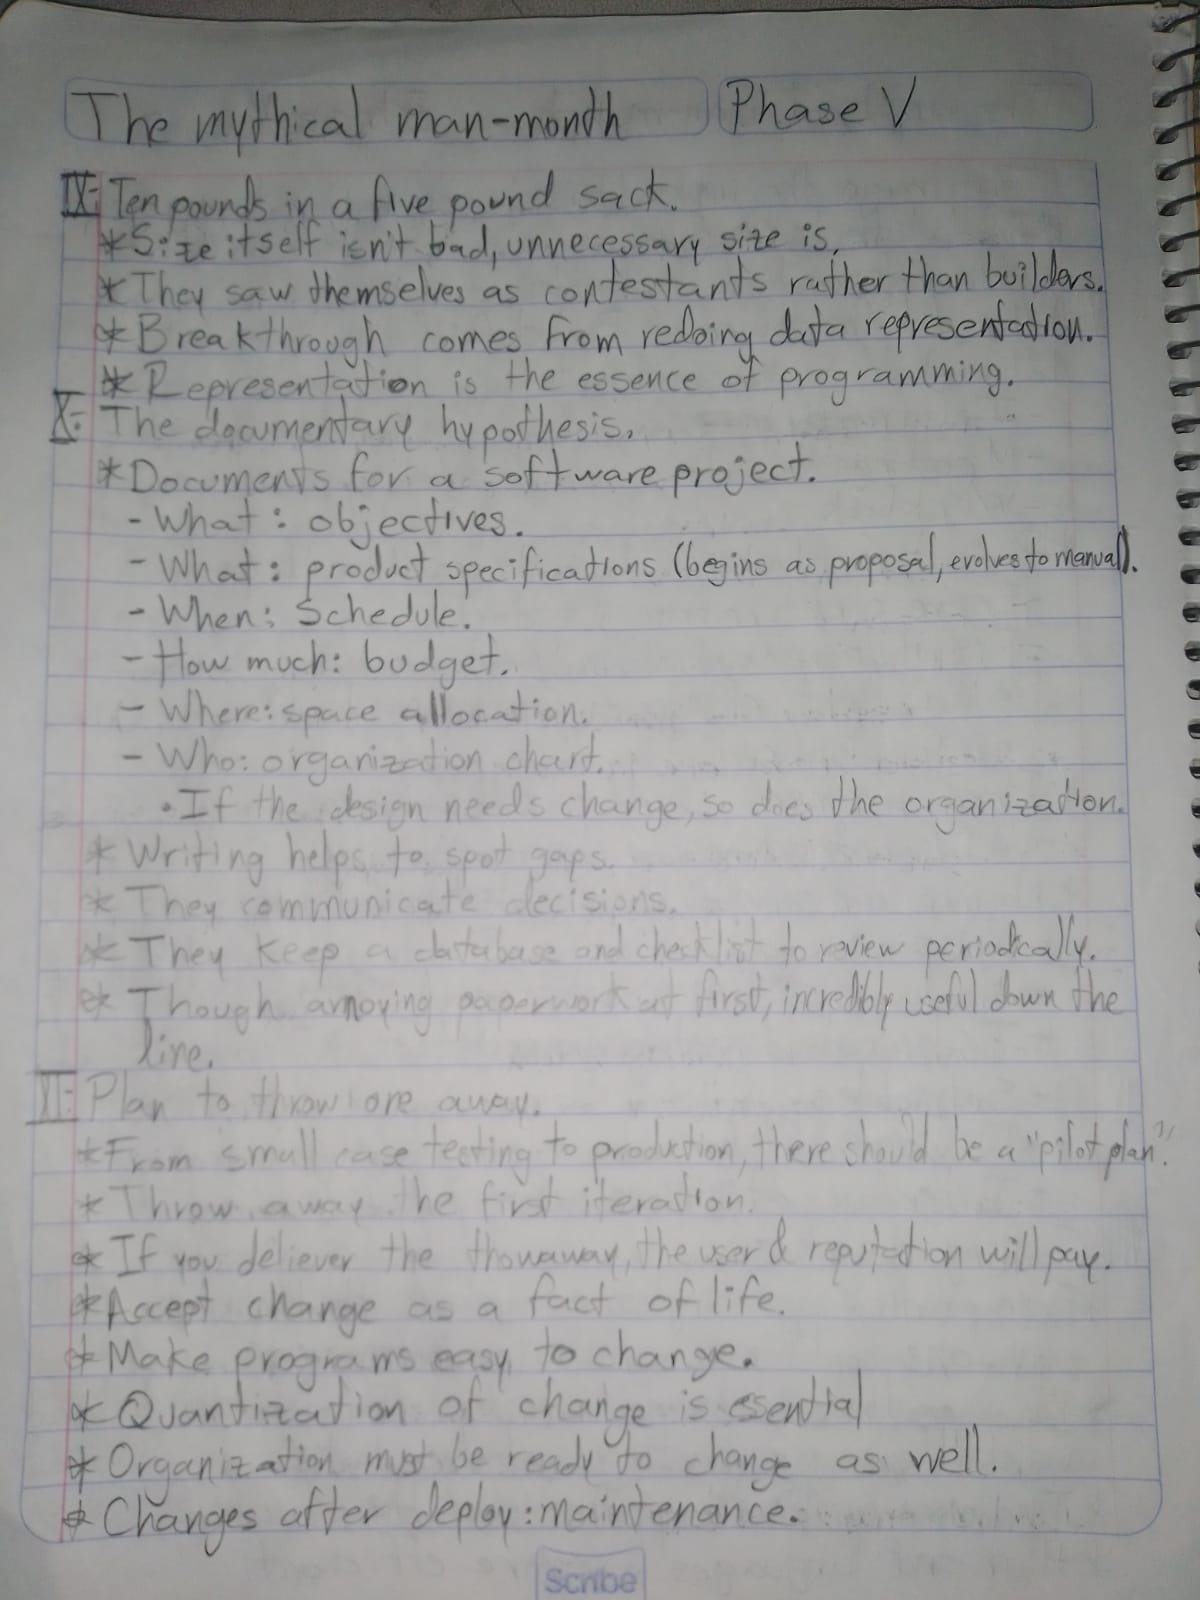 The mythical man-month Phase V
IX: Ten pounds in a five pound sack.
* Size itself isn't bad, unnecessary size is.
* They saw themselves as contestants rather than builders.
* Breakthrough comes from redoing data representation.
* Representation is the essence of programming.
X: The documentary hypothesis.
* Documents for a software project.
- What: objectives.
- What: product specifications (begins as proposal, evolves to manual).
- When: Schedule.
- How much: budget.
- Where: space allocation.
- Who: organization chart.
• If the design needs change, so does the organization.
* Writing helps to spot gaps.
* They communicate decisions.
* They keep a database and checklist to review periodically.
* Though annoying paperwork at first, incredibly useful down the
line.
XI: Plan to throw one away.
* From small case testing to production, there should be a "pilot plan".
* Throw away the first iteration.
* If you deliever the thowaway, the user & reputation will pay.
* Accept change as a fact of life.
* Make programs easy to change.
* Quantization of change is esential
* Organization must be ready to change as well.
* Changes after deploy: maintenance.
Scribe